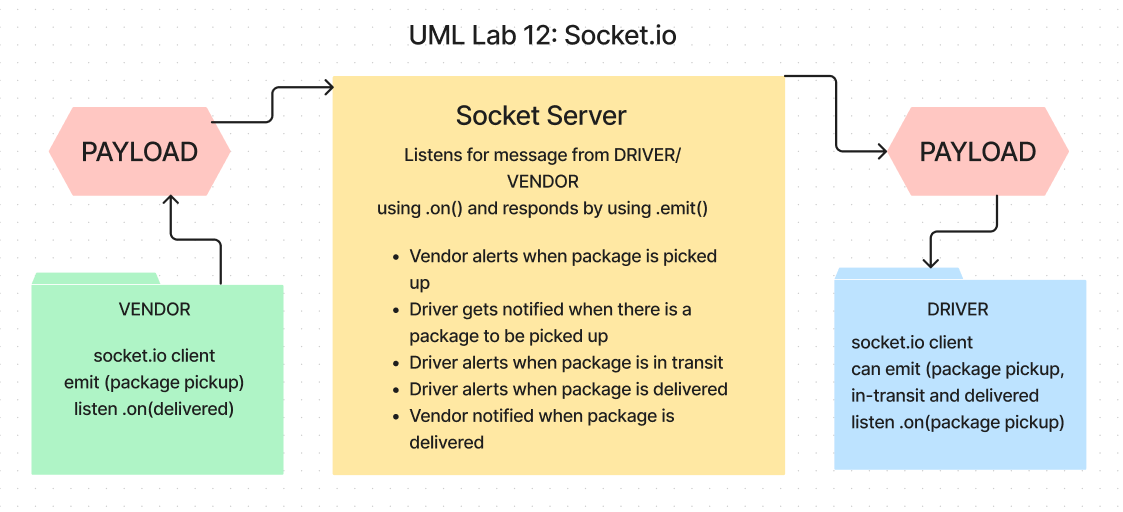 UML Lab 12: Socket.io
PAYLOAD
Socket Server
Listens for message from DRIVER/
VENDOR
using .on() and responds by using .emit()
• Vendor alerts when package is picked
up
• Driver gets notified when there is a
package to be picked up
• Driver alerts when package is in transit
• Driver alerts when package is delivered
• Vendor notified when package is
delivered
PAYLOAD
VENDOR
socket.io client
emit (package pickup)
listen .on(delivered)
DRIVER
socket.io client
can emit (package pickup,
in-transit and delivered
listen .on(package pickup)